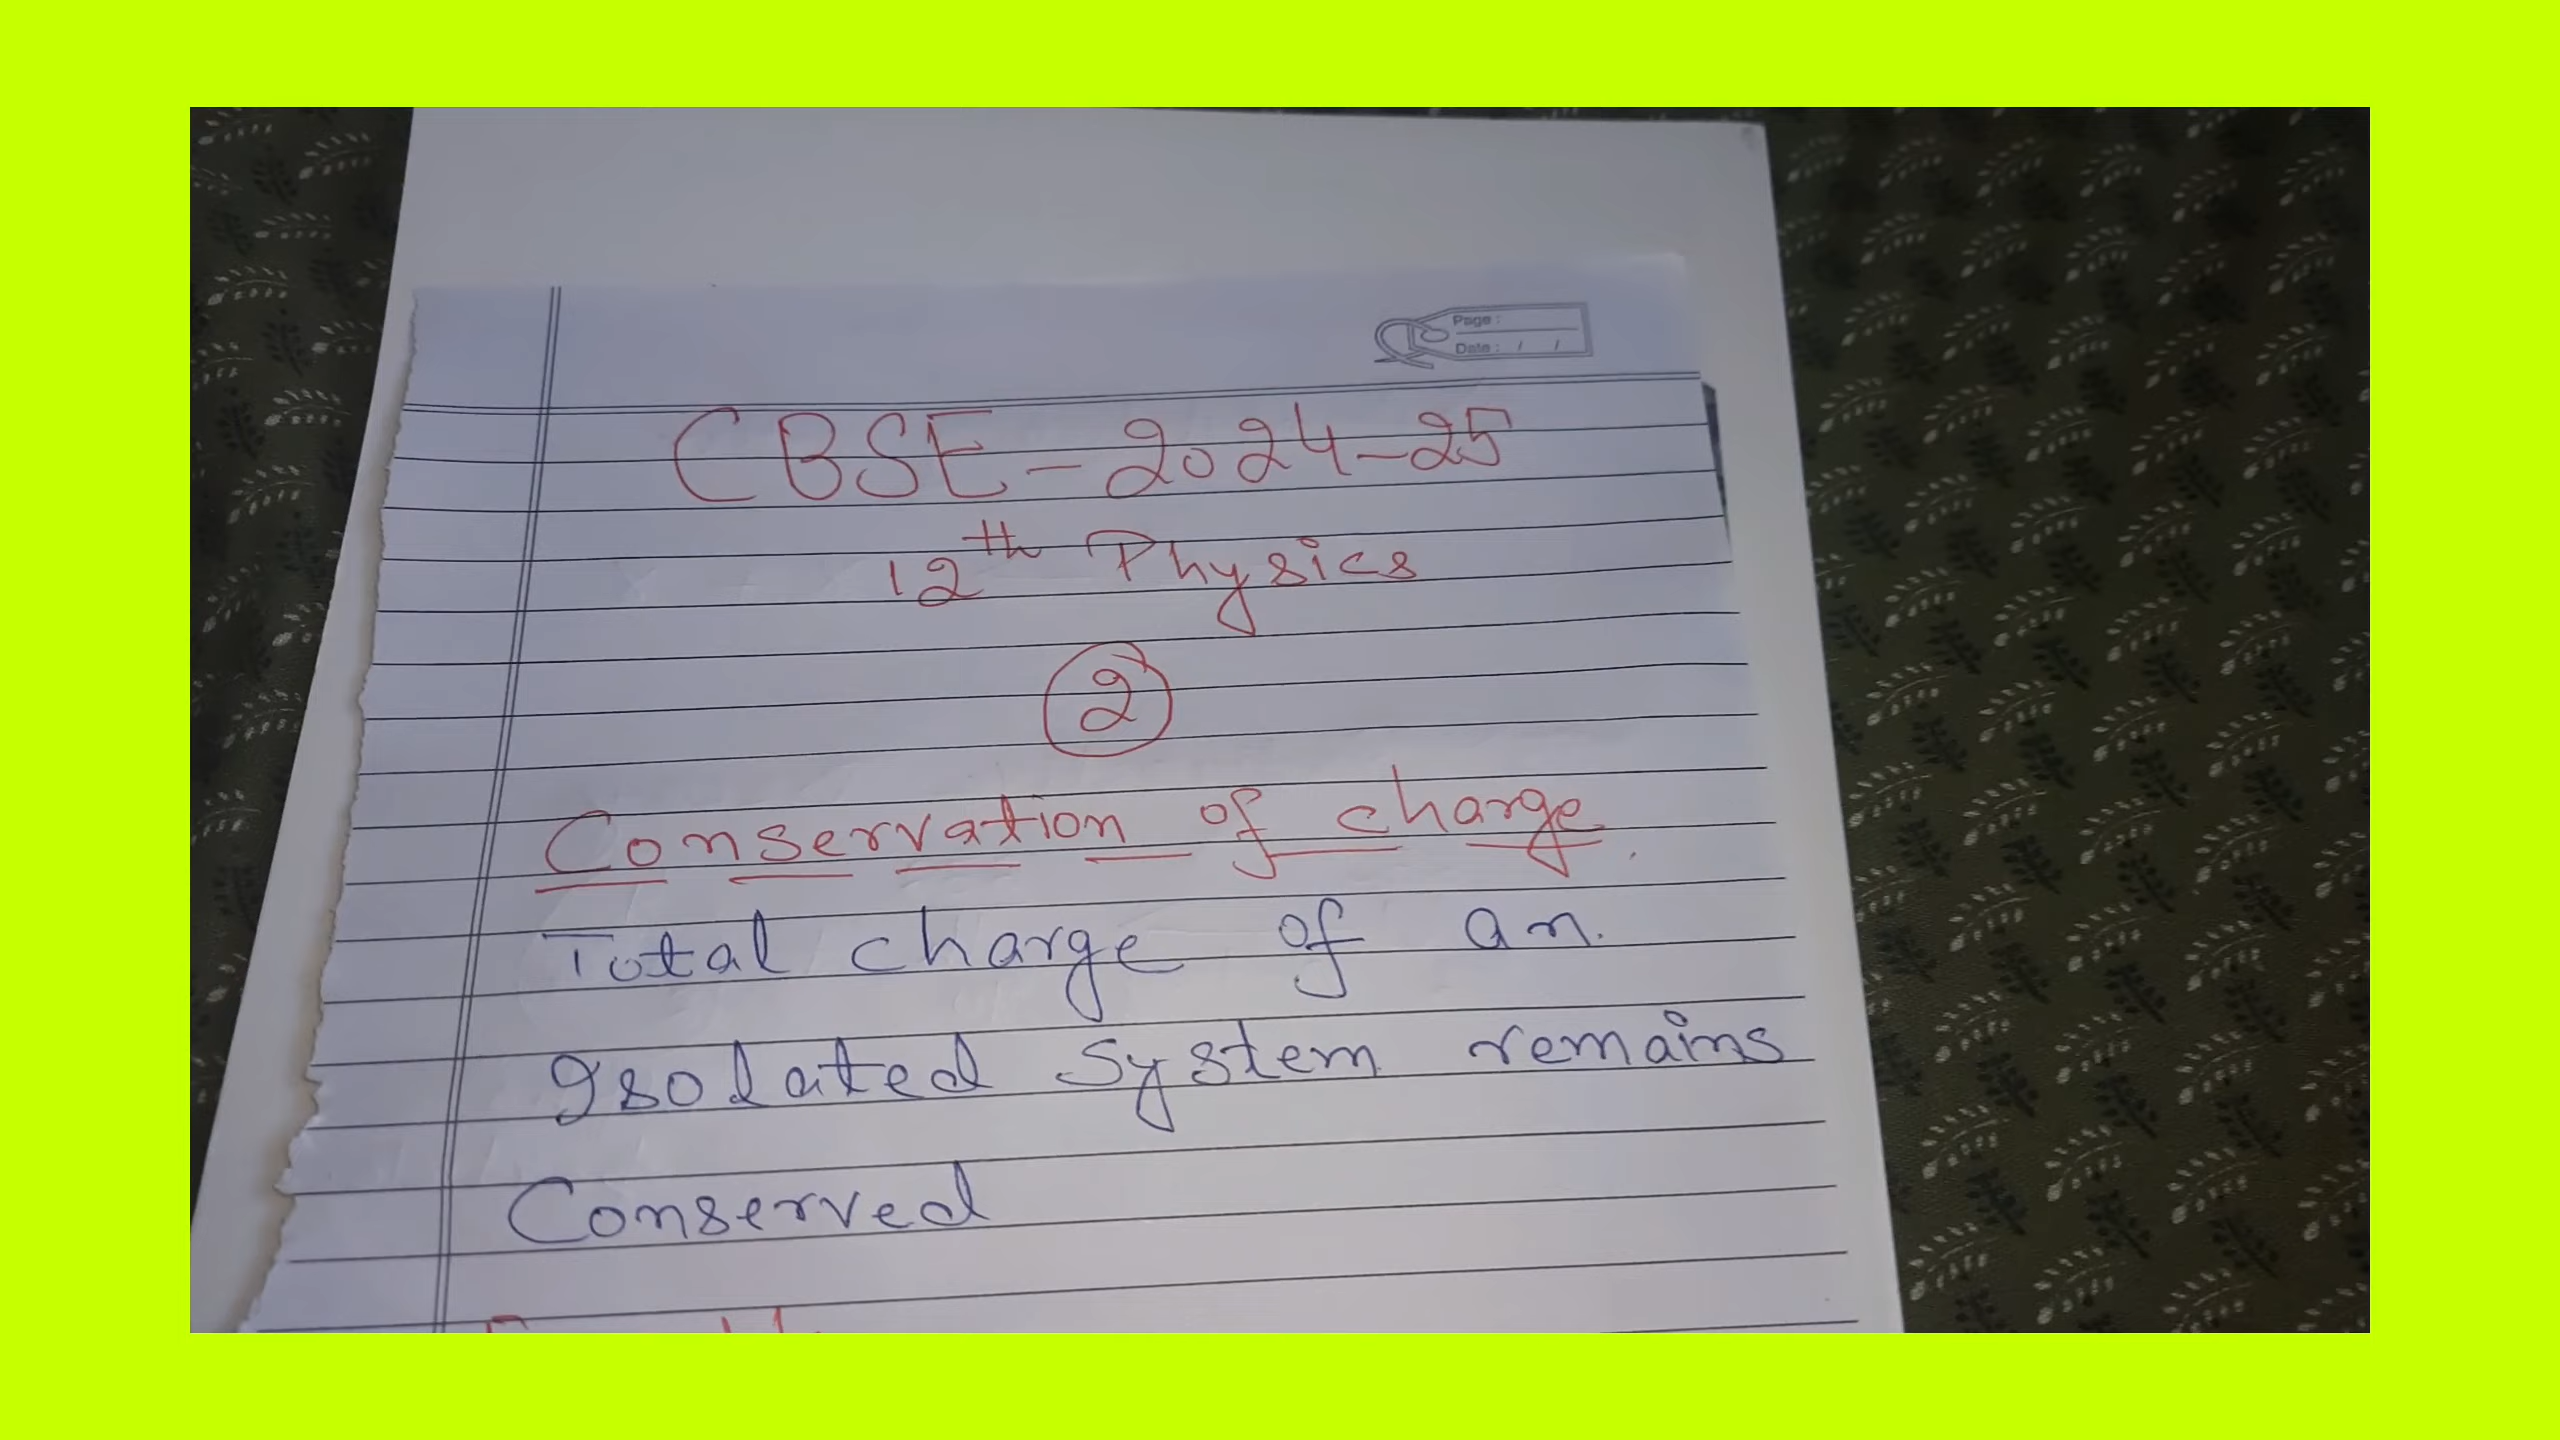 Page :
Date : / /
CBSE-2024-25
12th Physics
2
Conservation of charge.
Total charge of an.
Isolated System remains
Conserved